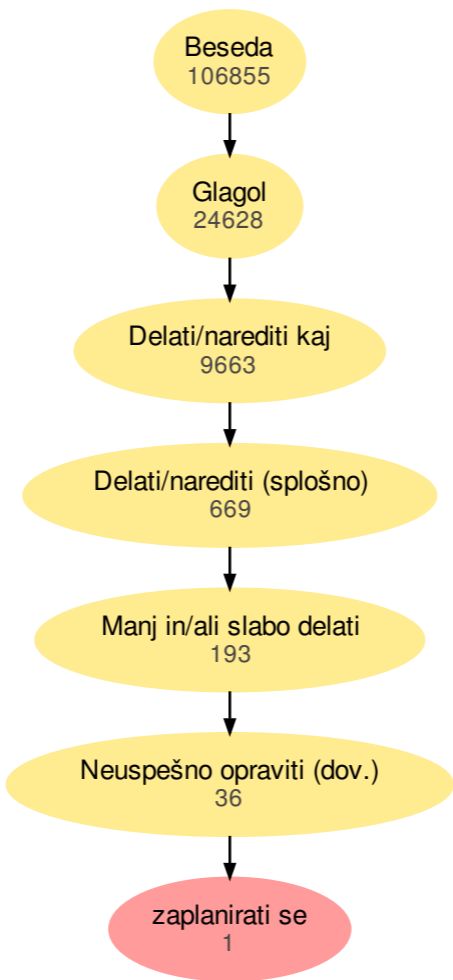 Beseda
106855
Glagol
24628
Delati/narediti kaj
9663
Delati/narediti (splošno)
669
Manj in/ali slabo delati
193
Neuspešno opraviti (dov.)
36
zaplanirati se
1